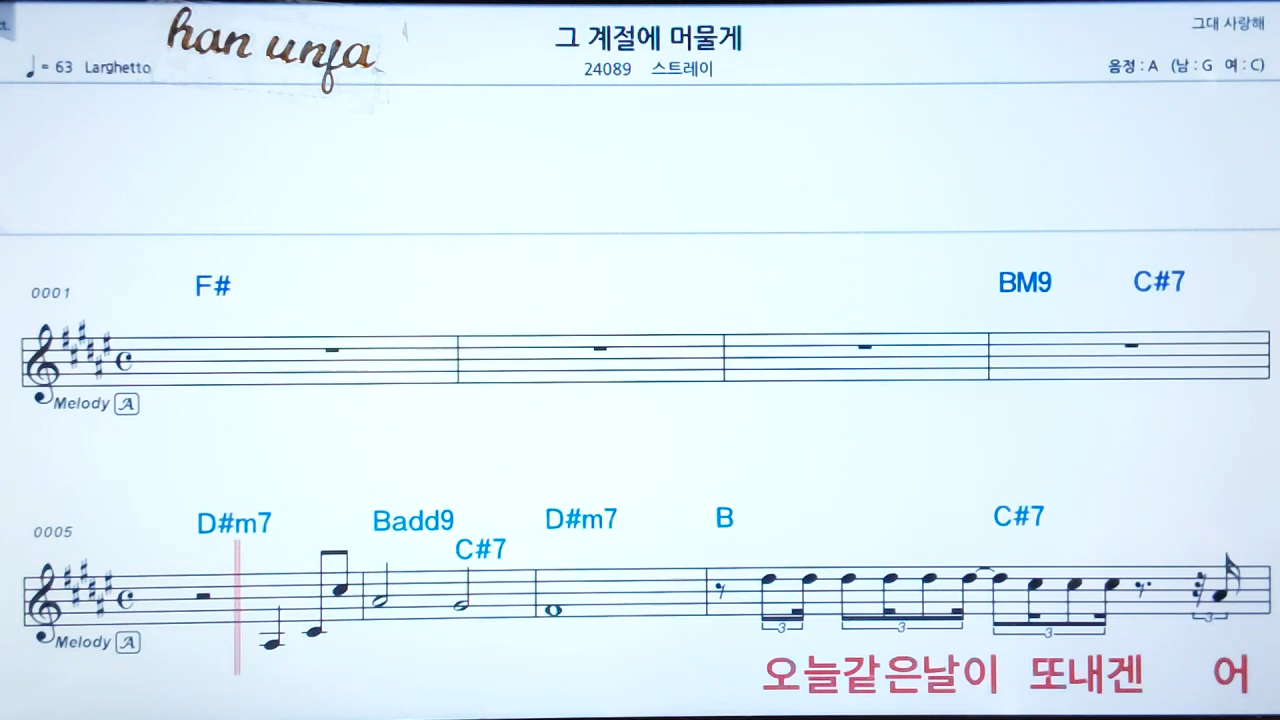 han unfa
그 계절에 머물게
그대 사랑해
♩= 63 Larghetto
24089 스트레이
음정 : A (남 : G 여 : C)
0001
F# BM9 C#7
Melody A
0005
D#m7 Badd9 C#7 D#m7 B C#7
3 3 3 3
Melody A
오늘같은날이 또내겐 어